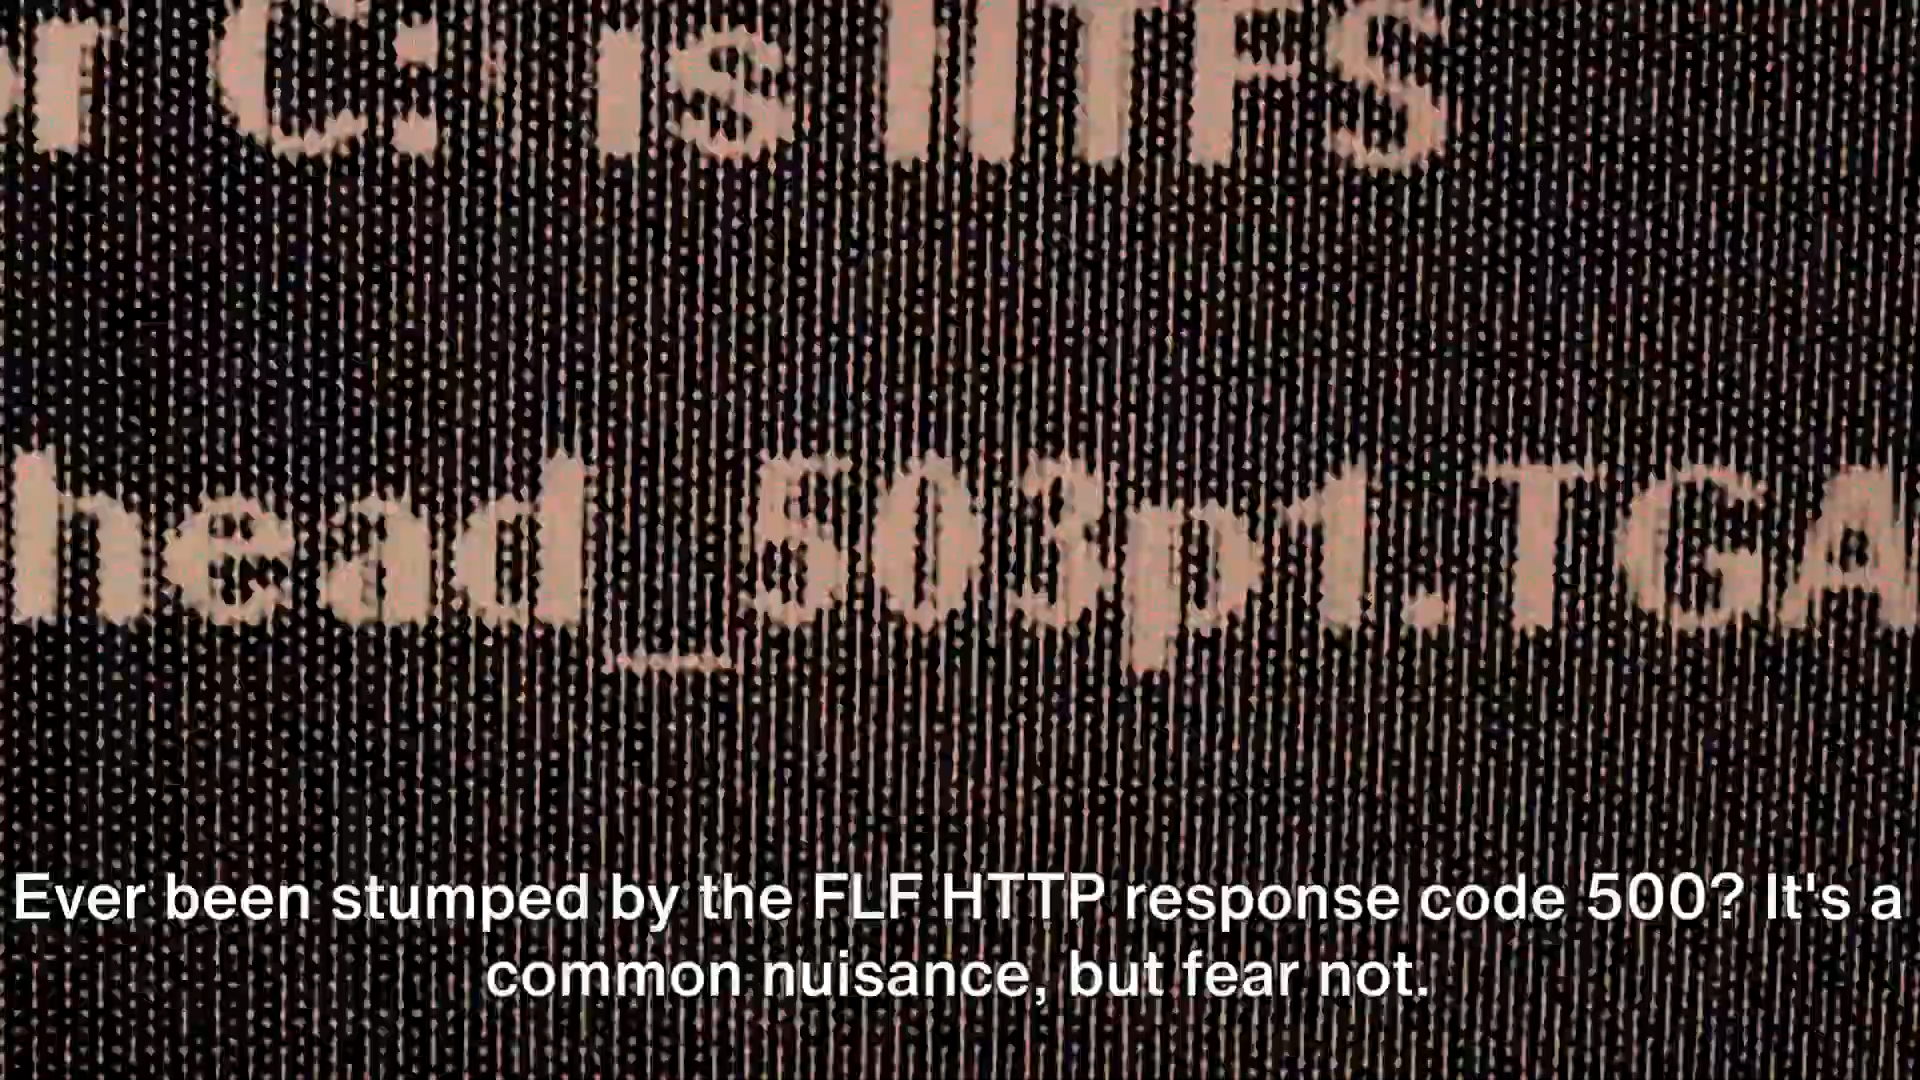 or C: is NTFS
head_503p1.TGA
Ever been stumped by the FLF HTTP response code 500? It's a
common nuisance, but fear not.